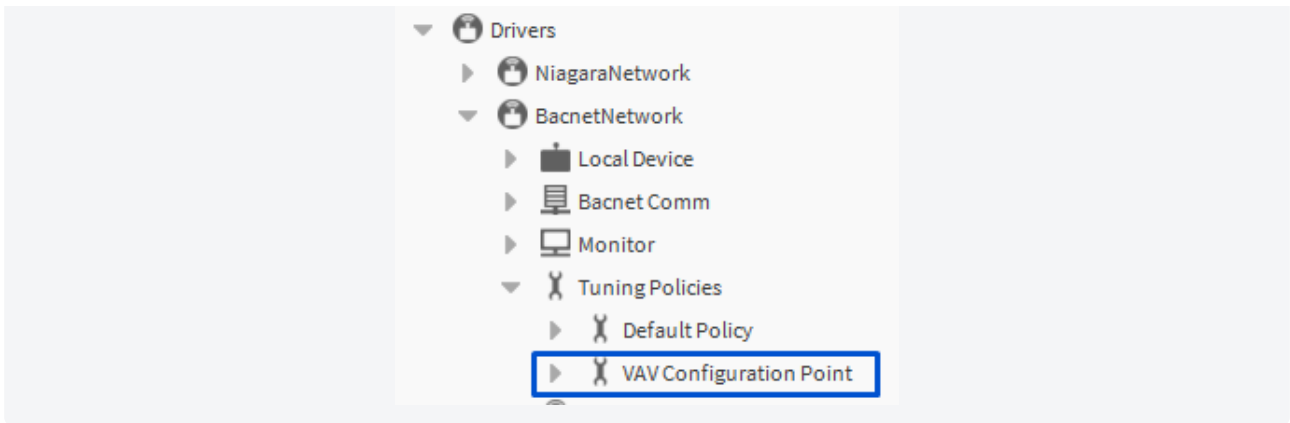 Drivers
NiagaraNetwork
BacnetNetwork
Local Device
Bacnet Comm
Monitor
Tuning Policies
Default Policy
VAV Configuration Point